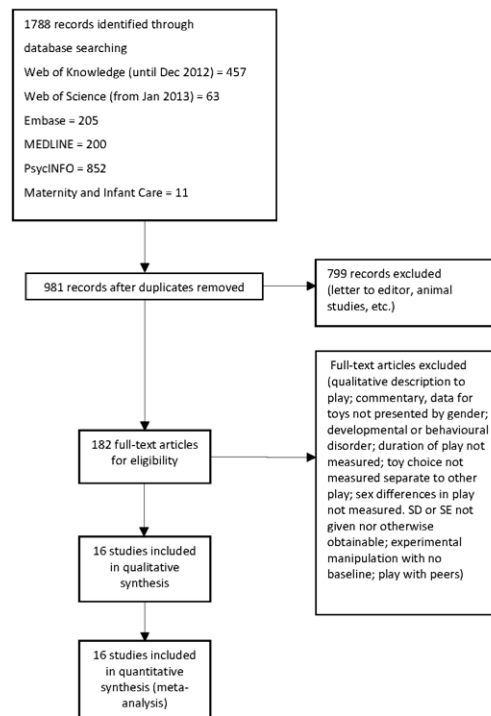 1788 records identified through
database searching
Web of Knowledge (until Dec 2012) = 457
Web of Science (from Jan 2013) = 63
Embase = 205
MEDLINE = 200
PsycINFO = 852
Maternity and Infant Care = 11
981 records after duplicates removed
799 records excluded
(letter to editor, animal
studies, etc.)
Full-text articles excluded
(qualitative description to
play; commentary, data for
toys not presented by gender;
developmental or behavioural
disorder; duration of play not
measured; toy choice not
measured separate to other
play; sex differences in play
not measured. SD or SE not
given nor otherwise
obtainable; experimental
manipulation with no
baseline; play with peers)
182 full-text articles
for eligibility
16 studies included
in qualitative
synthesis
16 studies included
in quantitative
synthesis (meta-
analysis)